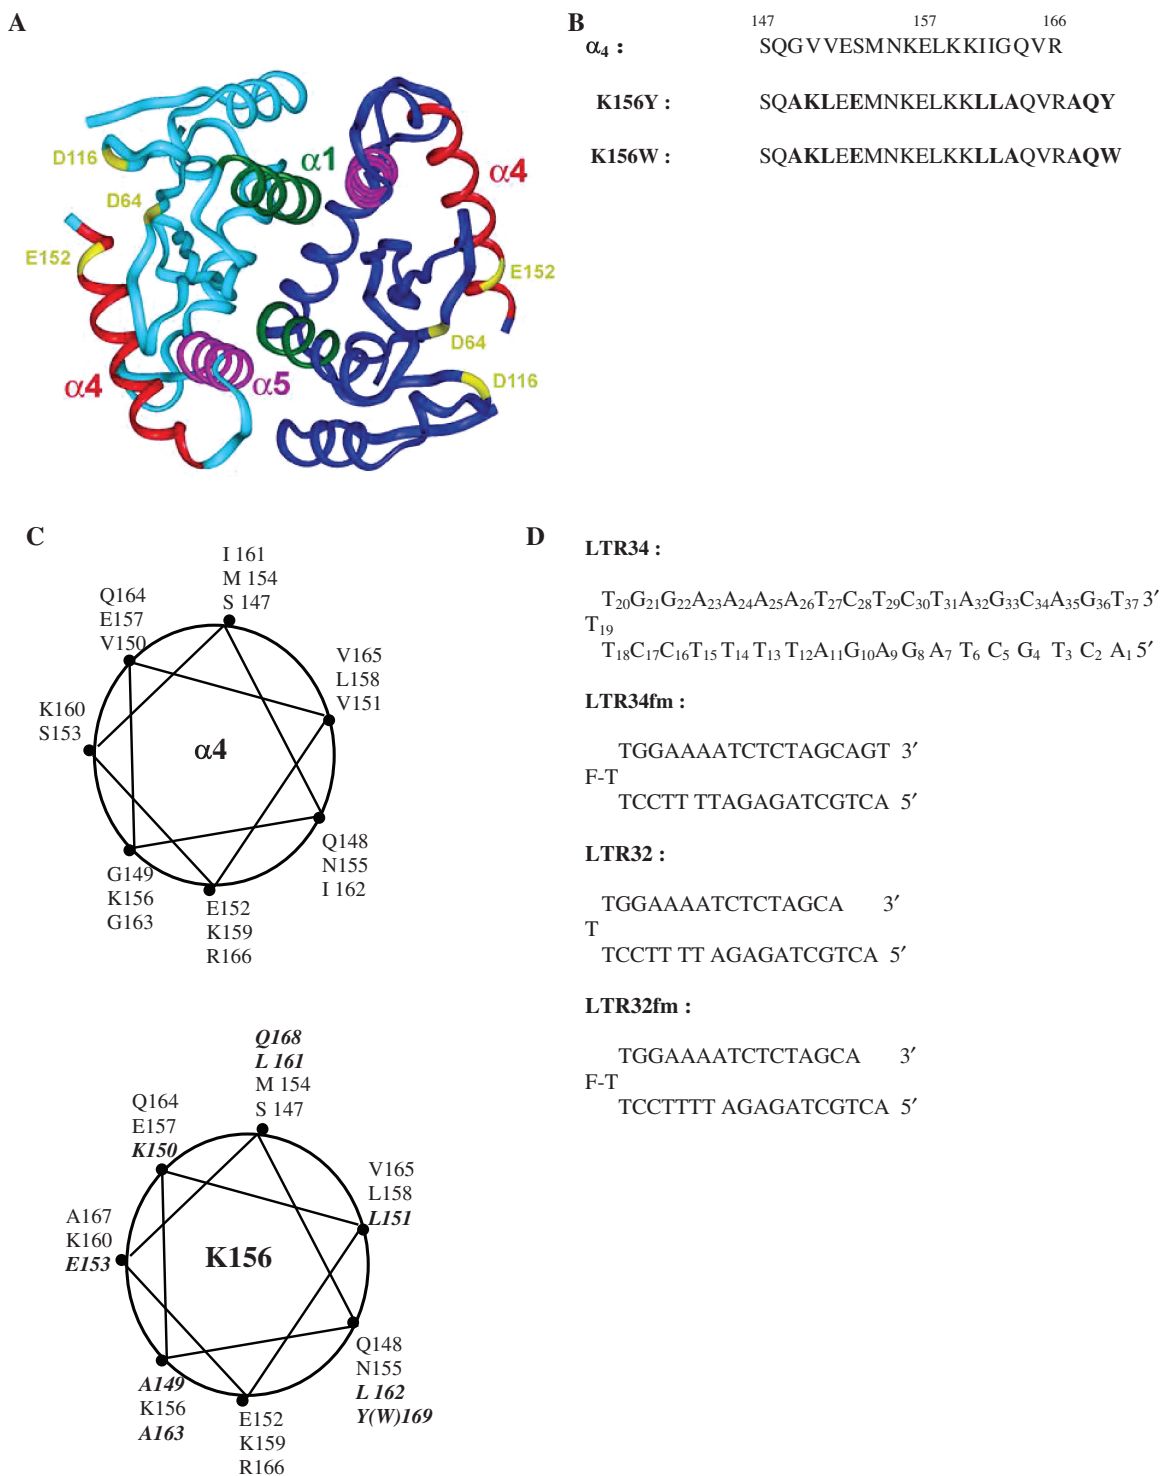 A
D116
D64
E152
α1
α4
α4
α5
E152
D64
D116
B
147 157 166
α4 : SQGVVESMNKELKKIIGQVR
K156Y : SQAKLEEMNKELKKLLAQVRAQY
K156W : SQAKLEEMNKELKKLLAQVRAQW
C
I 161
M 154
S 147
Q164
E157
V150
V165
L158
V151
K160
S153
α4
Q148
N155
I 162
G149
K156
G163
E152
K159
R166
Q168
L 161
M 154
S 147
Q164
E157
K150
V165
L158
L151
A167
K160
E153
K156
Q148
N155
L 162
Y(W)169
A149
K156
A163
E152
K159
R166
D
LTR34 :
T20G21G22A23A24A25A26T27C28T29C30T31A32G33C34A35G36T37 3′
T19
T18C17C16T15 T14 T13 T12A11G10A9 G8 A7 T6 C5 G4 T3 C2 A1 5′
LTR34fm :
TGGAAAATCTCTAGCAGT 3′
F-T
TCCTT TTAGAGATCGTCA 5′
LTR32 :
TGGAAAATCTCTAGCA 3′
T
TCCTT TT AGAGATCGTCA 5′
LTR32fm :
TGGAAAATCTCTAGCA 3′
F-T
TCCTTTT AGAGATCGTCA 5′